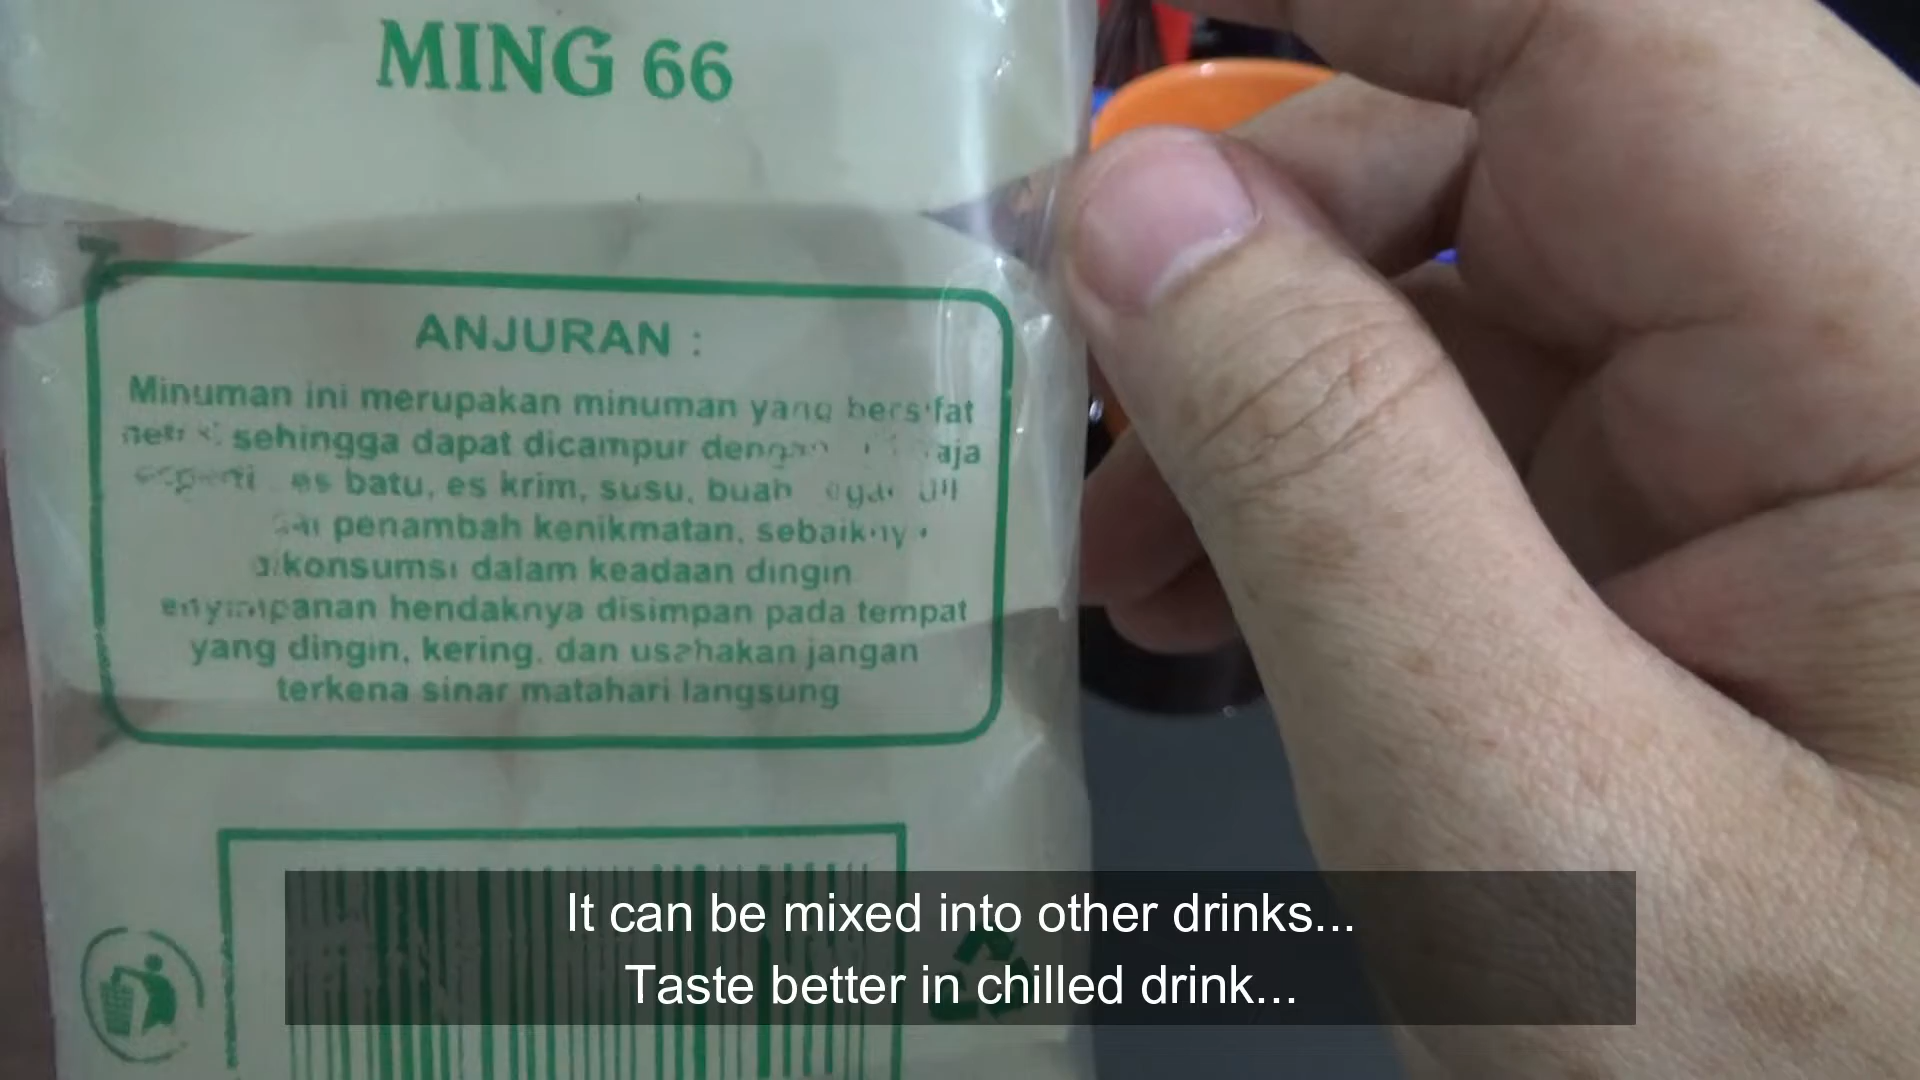 MING 66
ANJURAN :
Minuman ini merupakan minuman yang bersifat
sehingga dapat dicampur dengan
batu, es krim, susu, buah
penambah kenikmatan, sebaiknya
dikonsumsi dalam keadaan dingin
hendaknya disimpan pada tempat
yang dingin, kering, dan usahakan jangan
terkena sinar matahari langsung
It can be mixed into other drinks...
Taste better in chilled drink...